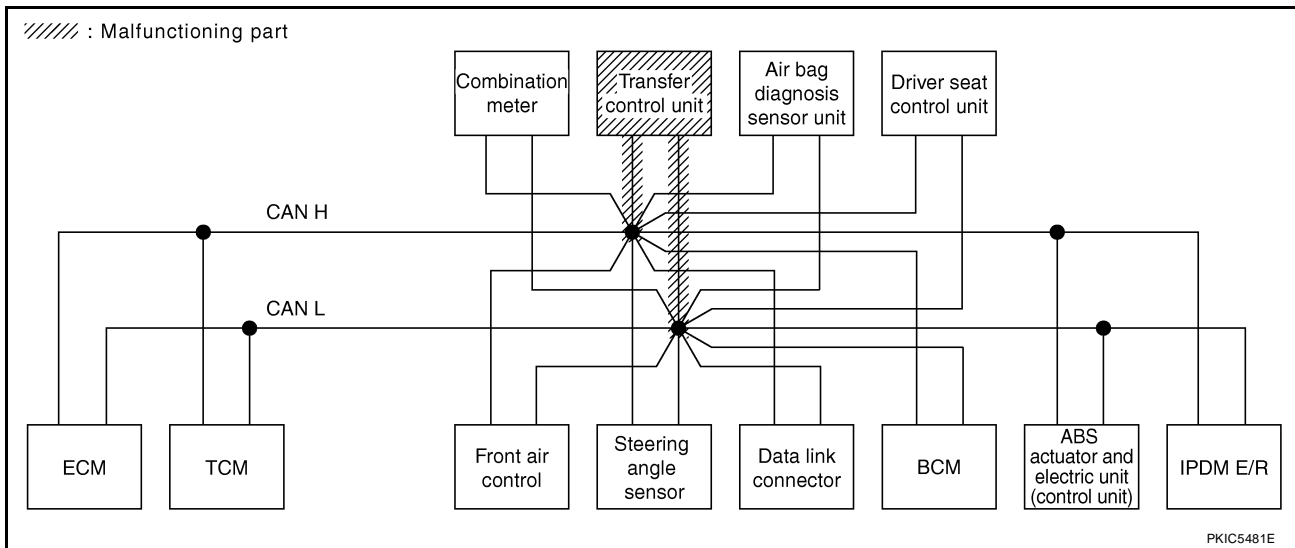 : Malfunctioning part
Combination
meter
Transfer
control unit
Air bag
diagnosis
sensor unit
Driver seat
control unit
CAN H
CAN L
ECM
TCM
Front air
control
Steering
angle
sensor
Data link
connector
BCM
ABS
actuator and
electric unit
(control unit)
IPDM E/R
PKIC5481E